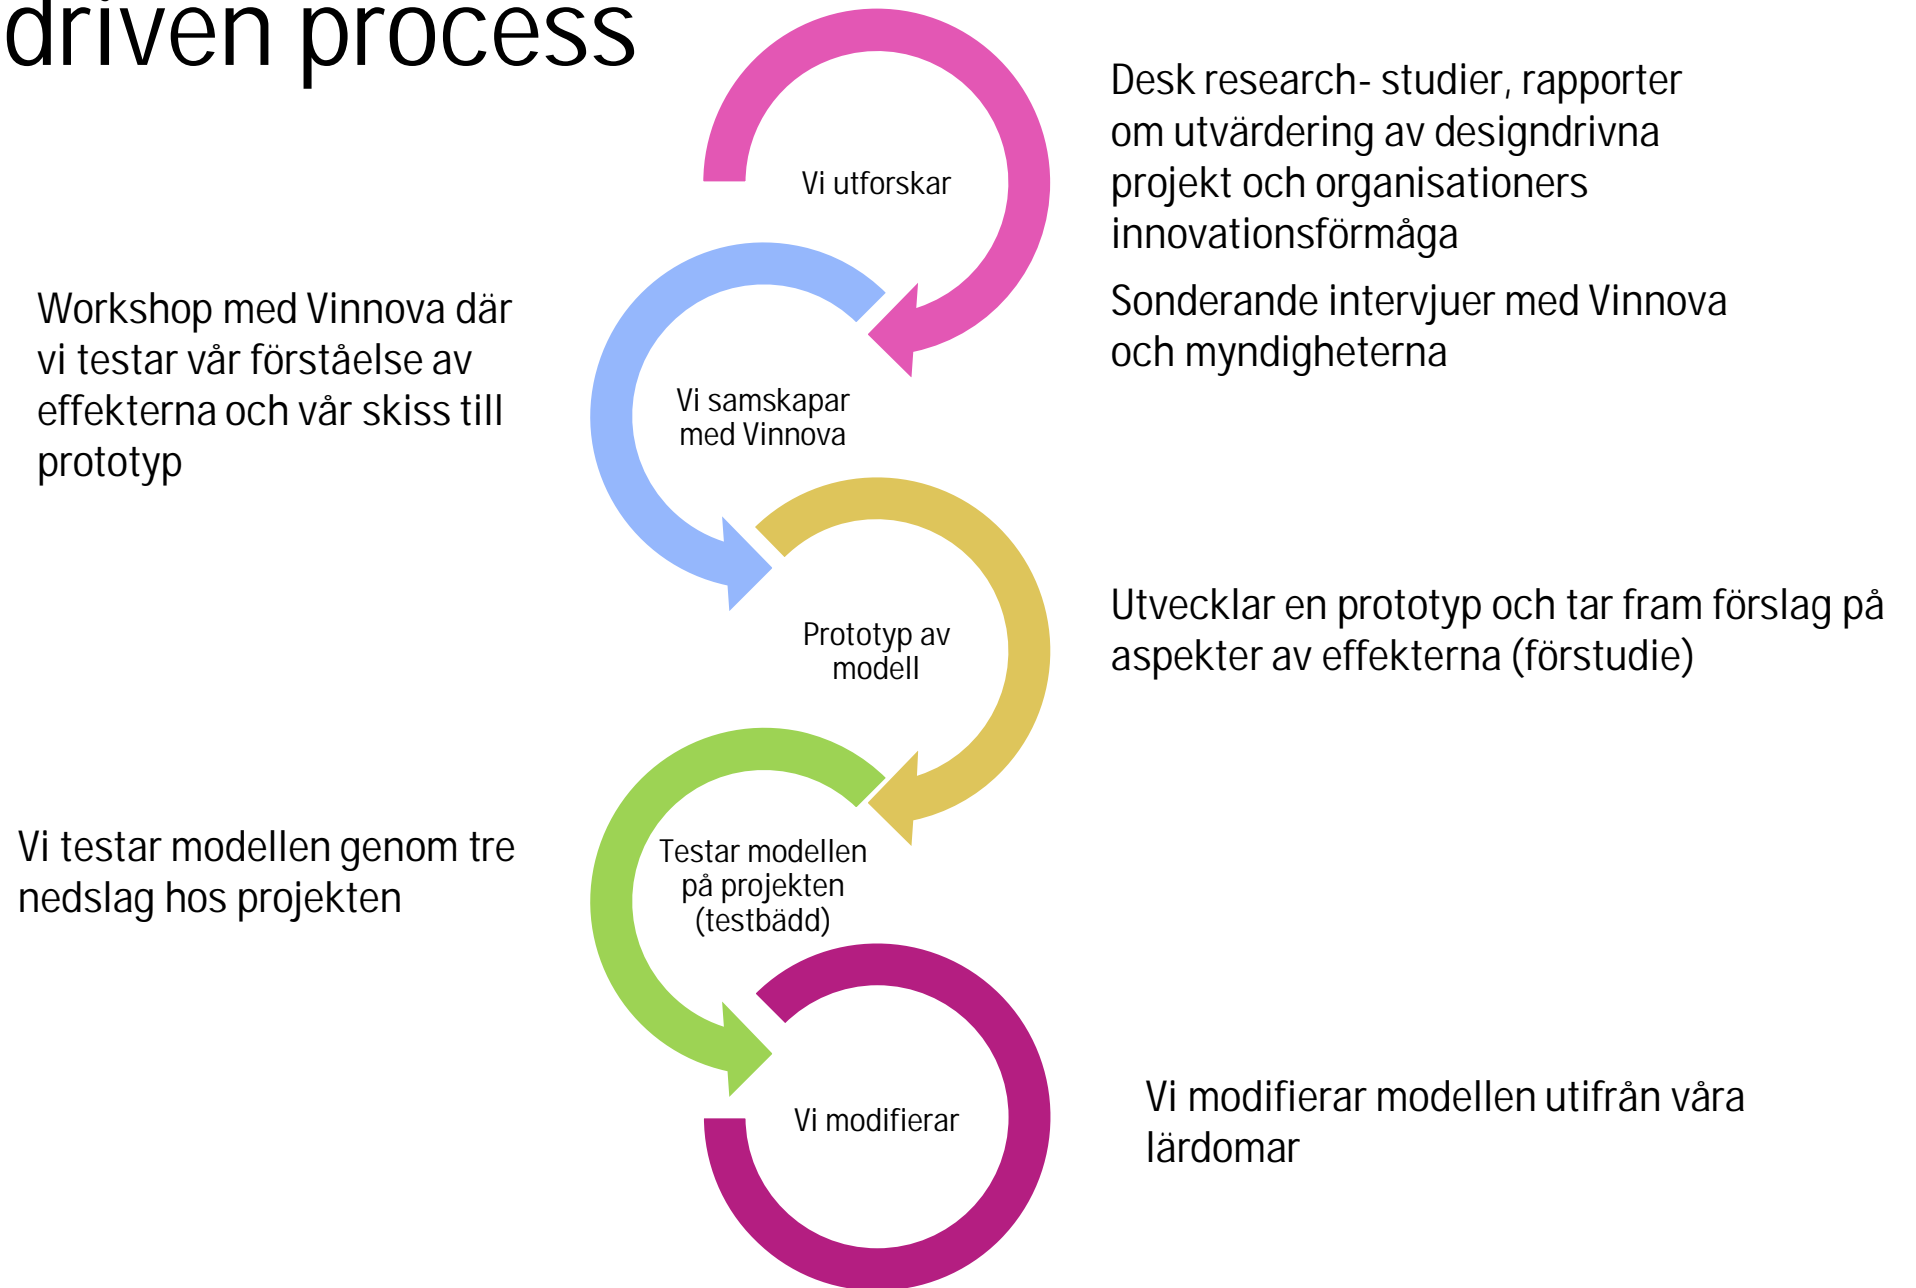 driven process
Vi utforskar
Desk research- studier, rapporter
om utvärdering av designdrivna
projekt och organisationers
innovationsförmåga
Sonderande intervjuer med Vinnova
och myndigheterna
Workshop med Vinnova där
vi testar vår förståelse av
effekterna och vår skiss till
prototyp
Vi samskapar
med Vinnova
Prototyp av
modell
Utvecklar en prototyp och tar fram förslag på
aspekter av effekterna (förstudie)
Vi testar modellen genom tre
nedslag hos projekten
Testar modellen
på projekten
(testbädd)
Vi modifierar
Vi modifierar modellen utifrån våra
lärdomar